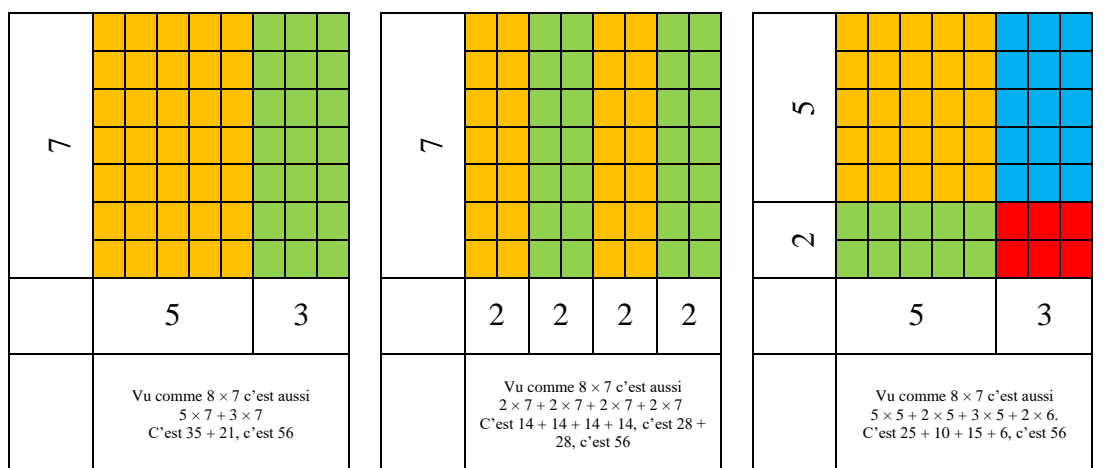 7
5 3
Vu comme 8 × 7 c'est aussi
5 × 7 + 3 × 7
C'est 35 + 21, c'est 56
7
2 2 2 2
Vu comme 8 × 7 c'est aussi
2 × 7 + 2 × 7 + 2 × 7 + 2 × 7
C'est 14 + 14 + 14 + 14, c'est 28 +
28, c'est 56
5
2
5 3
Vu comme 8 × 7 c'est aussi
5 × 5 + 2 × 5 + 3 × 5 + 2 × 6.
C'est 25 + 10 + 15 + 6, c'est 56